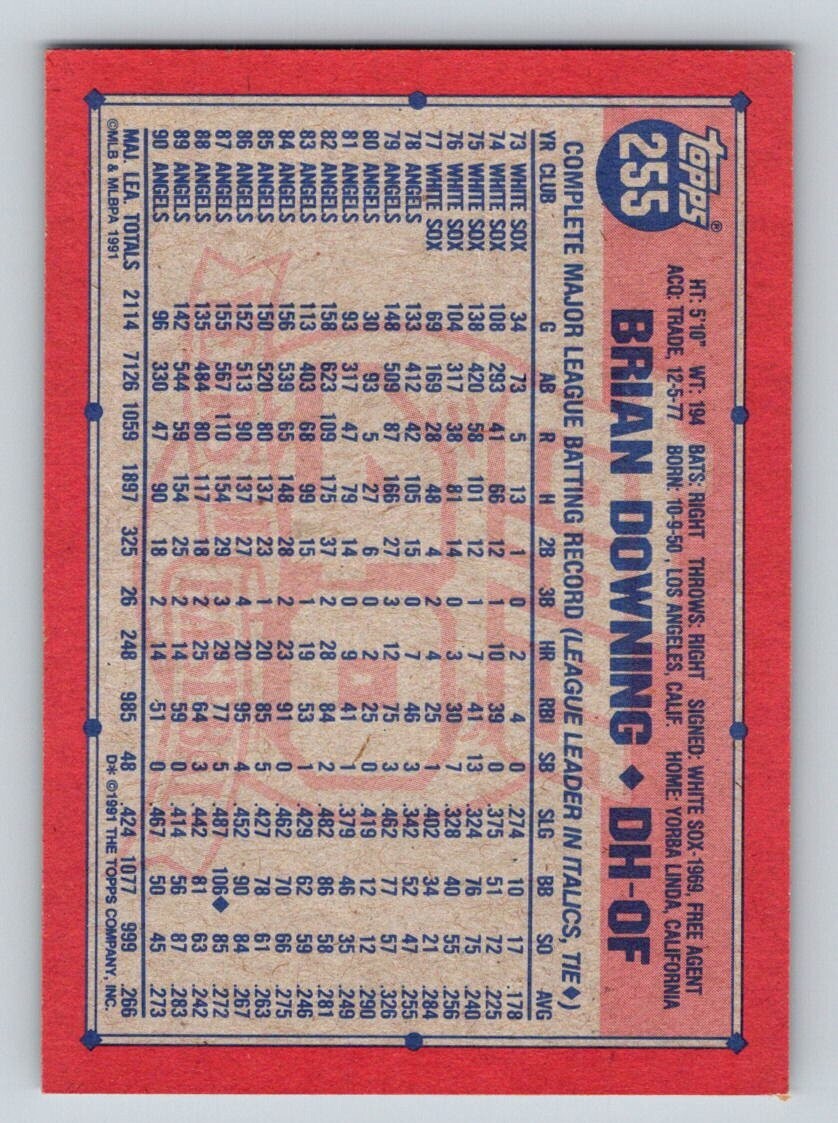 topps
255
HT: 5'10" WT: 194 BATS: RIGHT THROWS: RIGHT SIGNED: WHITE SOX-1969, FREE AGENT
ACQ: TRADE, 12-5-77 BORN: 10-9-50, LOS ANGELES, CALIF. HOME: YORBA LINDA, CALIFORNIA
BRIAN DOWNING ◆ DH-OF
COMPLETE MAJOR LEAGUE BATTING RECORD (LEAGUE LEADER IN ITALICS, TIE◆)
YR CLUB G AB R H 2B 3B HR RBI SB SLG BB SO AVG
73 WHITE SOX 34 73 5 13 1 0 2 4 0 .274 10 17 .178
74 WHITE SOX 108 293 41 66 12 1 10 39 0 .375 51 72 .225
75 WHITE SOX 138 420 58 101 12 1 7 41 13 .324 76 75 .240
76 WHITE SOX 104 317 38 81 14 0 3 30 7 .328 40 55 .256
77 WHITE SOX 69 169 28 48 4 2 4 25 1 .402 34 21 .284
78 ANGELS 133 412 42 105 15 0 7 46 3 .342 52 47 .255
79 ANGELS 148 509 87 166 27 3 12 75 3 .462 77 57 .326
80 ANGELS 30 93 5 27 6 0 2 25 0 .419 12 12 .290
81 ANGELS 93 317 47 79 14 0 9 41 1 .379 46 35 .249
82 ANGELS 158 623 109 175 37 2 28 84 2 .482 86 58 .281
83 ANGELS 113 403 68 99 15 1 19 53 1 .429 62 59 .246
84 ANGELS 156 539 65 148 28 2 23 91 0 .462 70 66 .275
85 ANGELS 150 520 80 137 23 1 20 85 5 .427 78 61 .263
86 ANGELS 152 513 90 137 27 4 20 95 4 .452 90 84 .267
87 ANGELS 155 567 110 154 29 3 29 77 5 .487 106◆ 85 .272
88 ANGELS 135 484 80 117 18 2 25 64 3 .442 81 63 .242
89 ANGELS 142 544 59 154 25 2 14 59 0 .414 56 87 .283
90 ANGELS 96 330 47 90 18 2 14 51 0 .467 50 45 .273
MAJ. LEA. TOTALS 2114 7126 1059 1897 325 26 248 985 48 .424 1077 999 .266
©MLB & MLBPA 1991 D* ©1991 THE TOPPS COMPANY, INC.